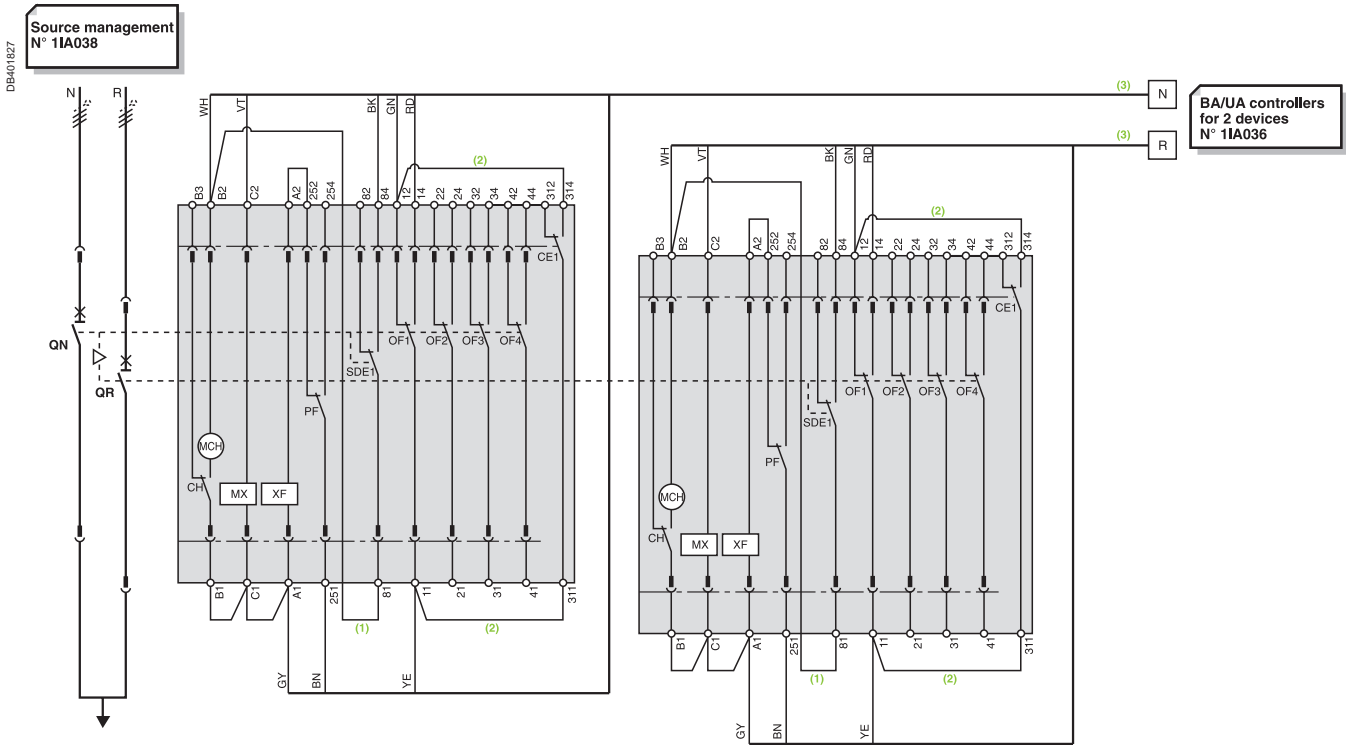 DB401827
Source management
N° 1IA038
N R
WH VT BK GN RD
(3) N
BA/UA controllers
for 2 devices
N° 1IA036
(3) R
(2)
B3 B2 C2 A2 252 254 82 84 12 14 22 24 32 34 42 44 312 314
CE1
QN
QR
OF1 OF2 OF3 OF4
SDE1
PF
MCH
CH
MX XF
B1 C1 A1 251 81 11 21 31 41 311
(1) (2)
GY BN YE
WH VT BK GN RD
(2)
B3 B2 C2 A2 252 254 82 84 12 14 22 24 32 34 42 44 312 314
CE1
OF1 OF2 OF3 OF4
SDE1
PF
MCH
CH
MX XF
B1 C1 A1 251 81 11 21 31 41 311
(1) (2)
GY BN YE